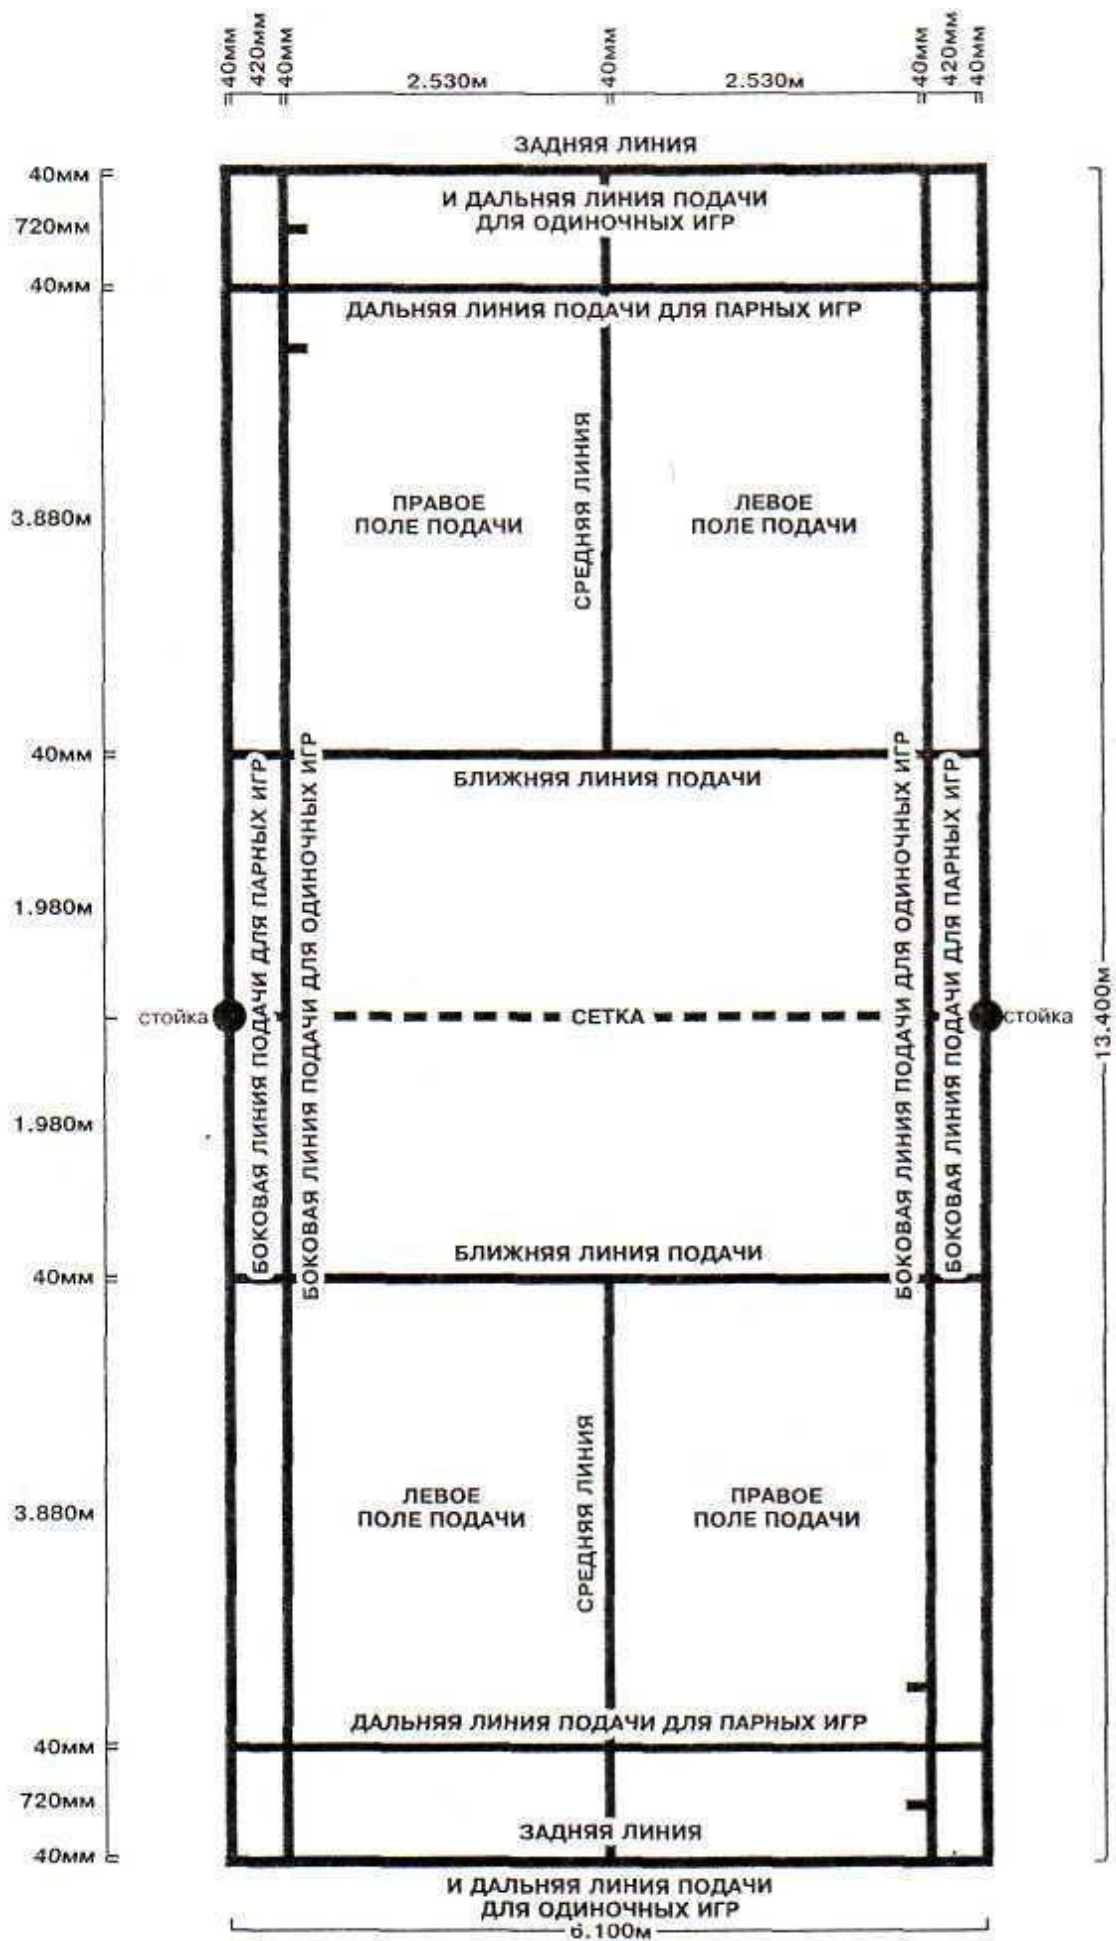 40мм
420мм
40мм
2.530м
40мм
2.530м
40мм
420мм
40мм
ЗАДНЯЯ ЛИНИЯ
40мм
И ДАЛЬНЯЯ ЛИНИЯ ПОДАЧИ
ДЛЯ ОДИНОЧНЫХ ИГР
720мм
40мм
ДАЛЬНЯЯ ЛИНИЯ ПОДАЧИ ДЛЯ ПАРНЫХ ИГР
СРЕДНЯЯ ЛИНИЯ
ПРАВОЕ
ПОЛЕ ПОДАЧИ
ЛЕВОЕ
ПОЛЕ ПОДАЧИ
3.880м
40мм
БЛИЖНЯЯ ЛИНИЯ ПОДАЧИ
БОКОВАЯ ЛИНИЯ ПОДАЧИ ДЛЯ ПАРНЫХ ИГР
БОКОВАЯ ЛИНИЯ ПОДАЧИ ДЛЯ ОДИНОЧНЫХ ИГР
БОКОВАЯ ЛИНИЯ ПОДАЧИ ДЛЯ ОДИНОЧНЫХ ИГР
БОКОВАЯ ЛИНИЯ ПОДАЧИ ДЛЯ ПАРНЫХ ИГР
1.980м
стойка
СЕТКА
стойка
13.400м
1.980м
БЛИЖНЯЯ ЛИНИЯ ПОДАЧИ
40мм
СРЕДНЯЯ ЛИНИЯ
ЛЕВОЕ
ПОЛЕ ПОДАЧИ
ПРАВОЕ
ПОЛЕ ПОДАЧИ
3.880м
ДАЛЬНЯЯ ЛИНИЯ ПОДАЧИ ДЛЯ ПАРНЫХ ИГР
40мм
720мм
ЗАДНЯЯ ЛИНИЯ
40мм
И ДАЛЬНЯЯ ЛИНИЯ ПОДАЧИ
ДЛЯ ОДИНОЧНЫХ ИГР
6.100м